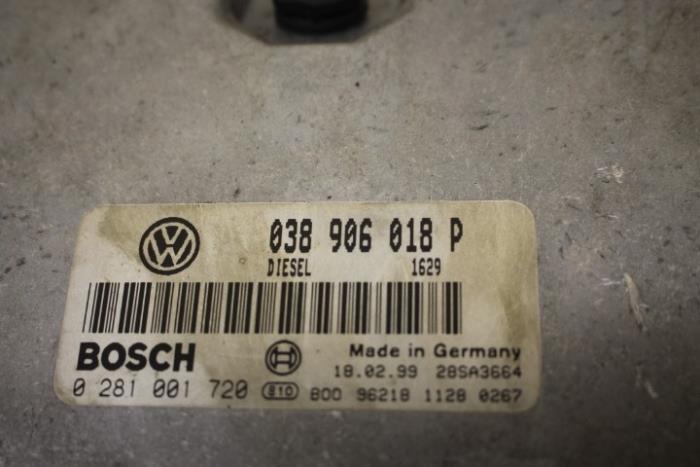 038 906 018 P
DIESEL 1629
BOSCH
Made in Germany
18.02.99 28SA3664
0 281 001 720 810 800 96218 1128 0267